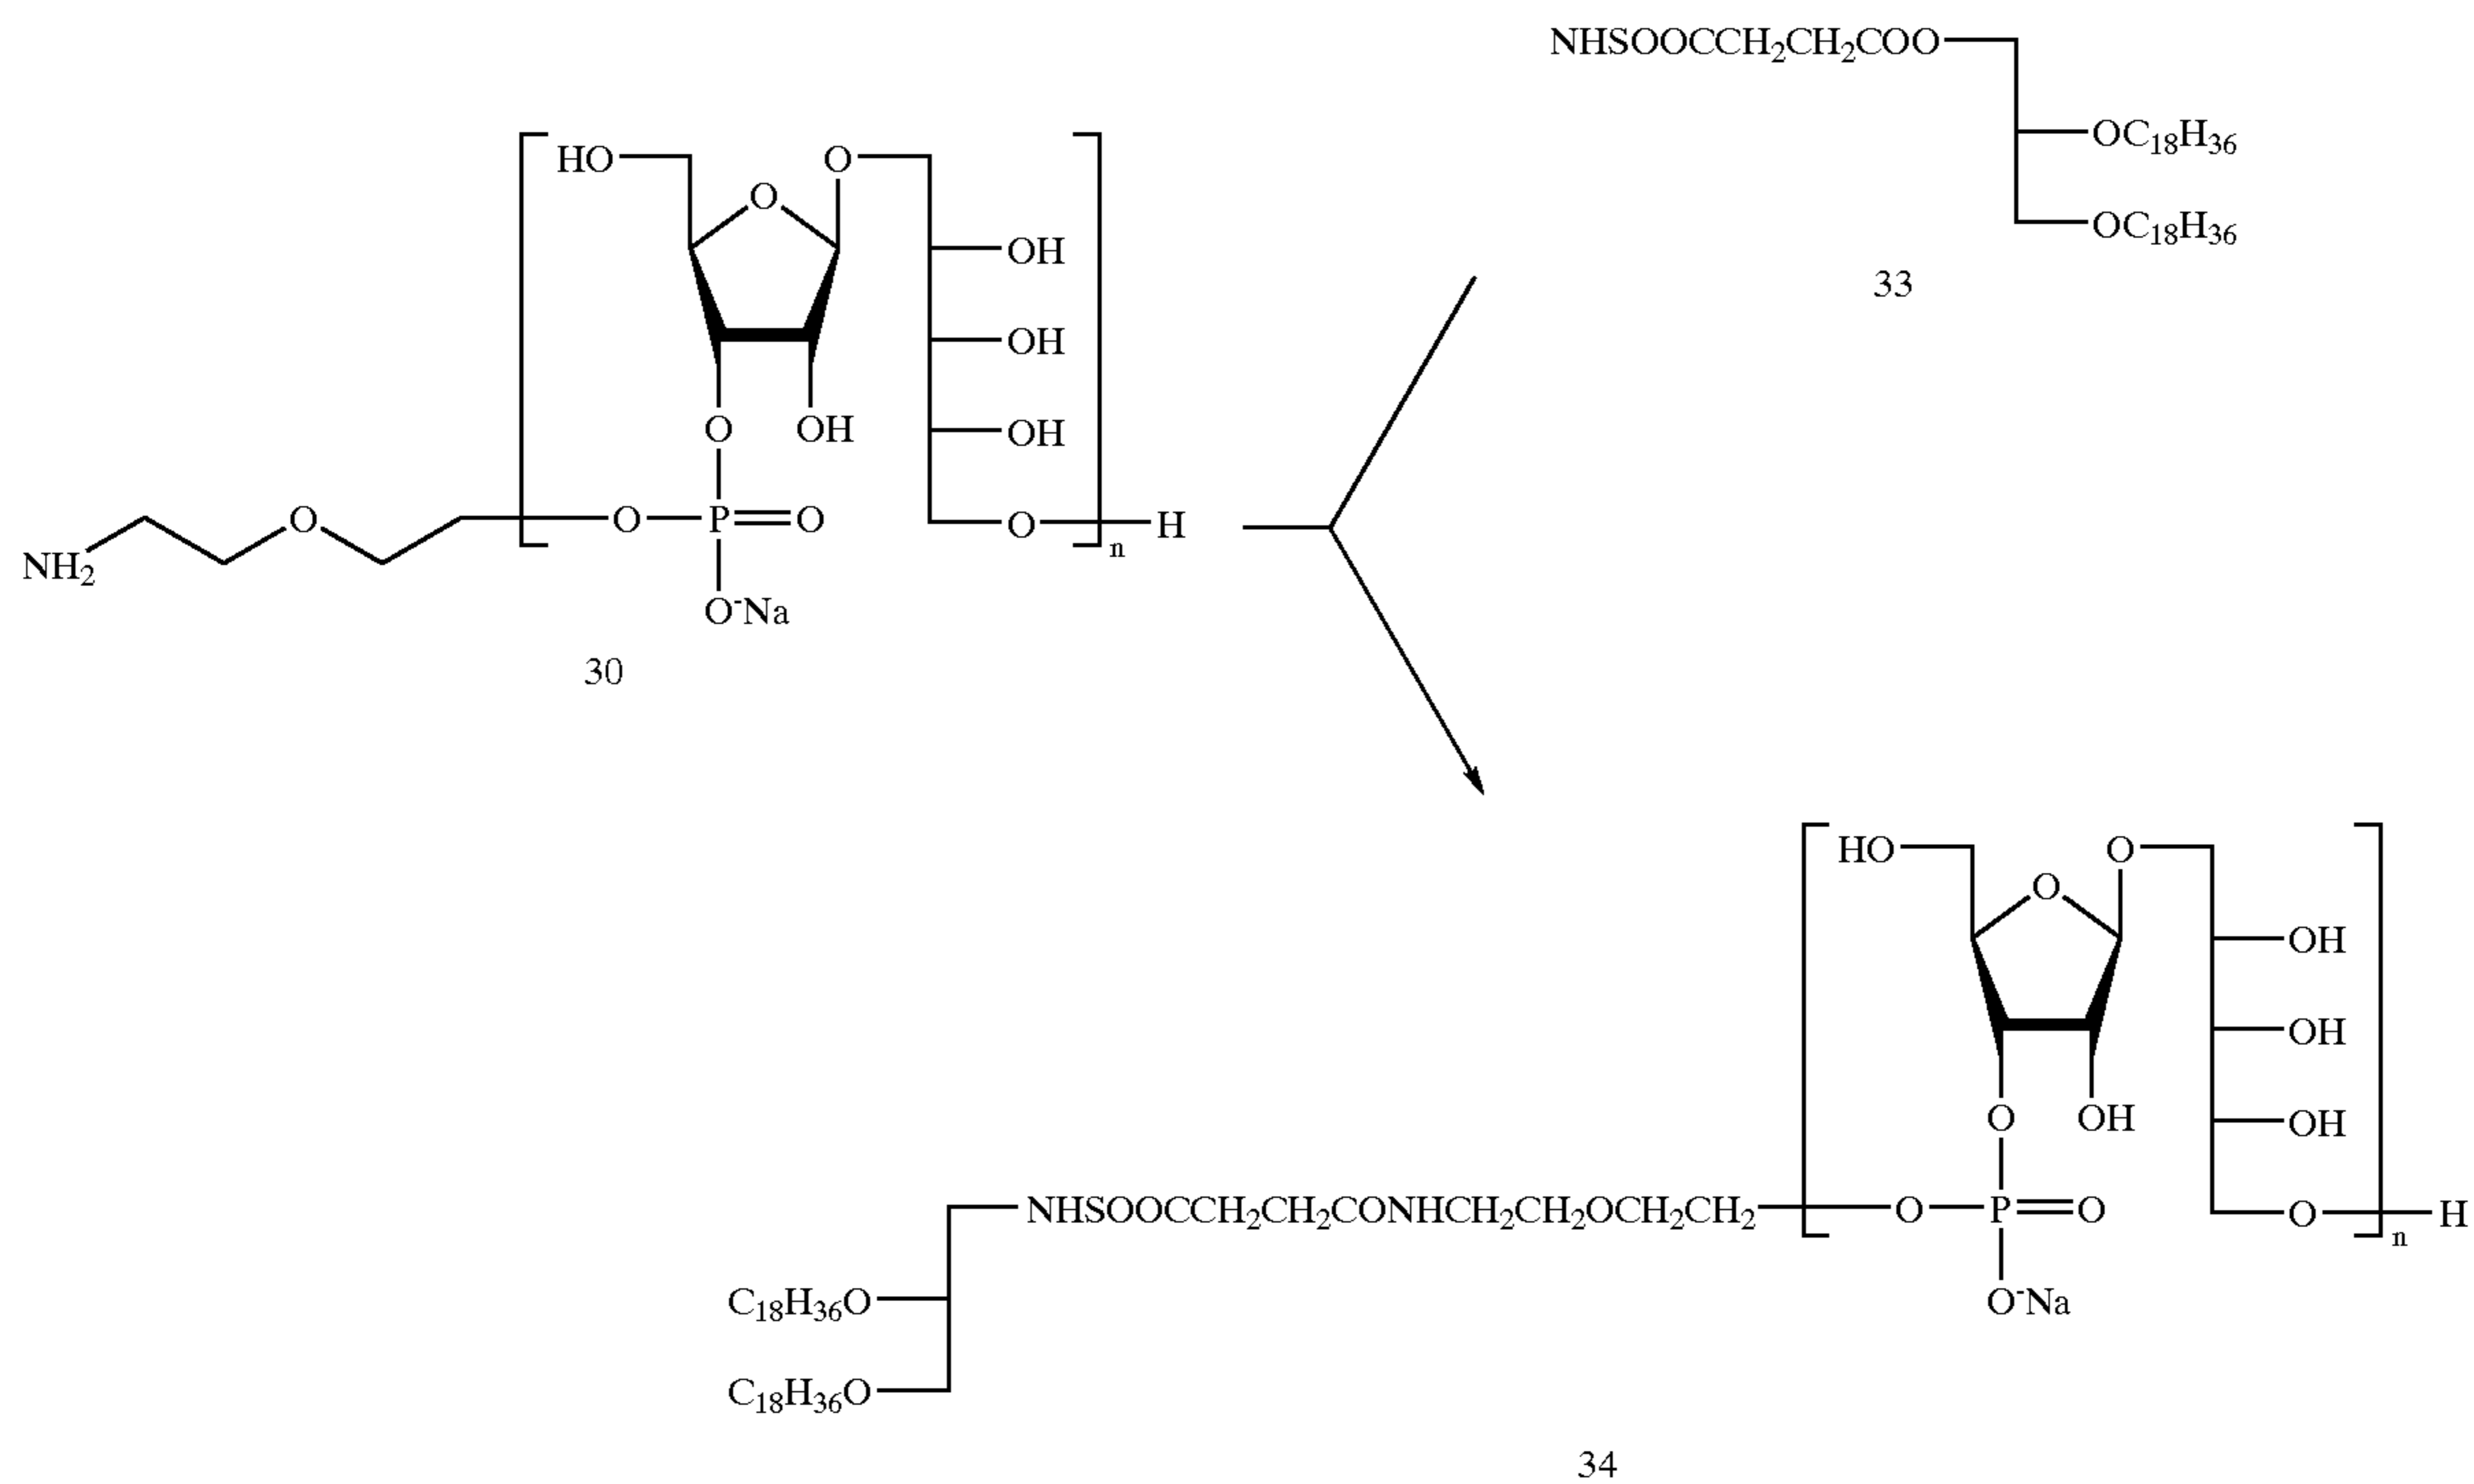 NHSOOCCH2CH2COO
OC18H36
OC18H36
33
HO
O
O
OH
OH
OH
O
OH
NH2
O
O
P
O
O
H
n
O-Na
30
HO
O
O
OH
OH
OH
O
OH
C18H36O
C18H36O
NHSOOCCH2CH2CONHCH2CH2OCH2CH2
O
P
O
O
H
n
O-Na
34